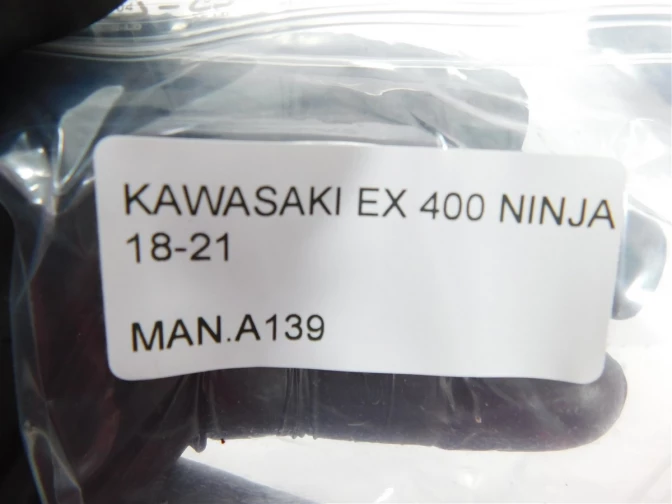 KAWASAKI EX 400 NINJA
18-21
MAN.A139